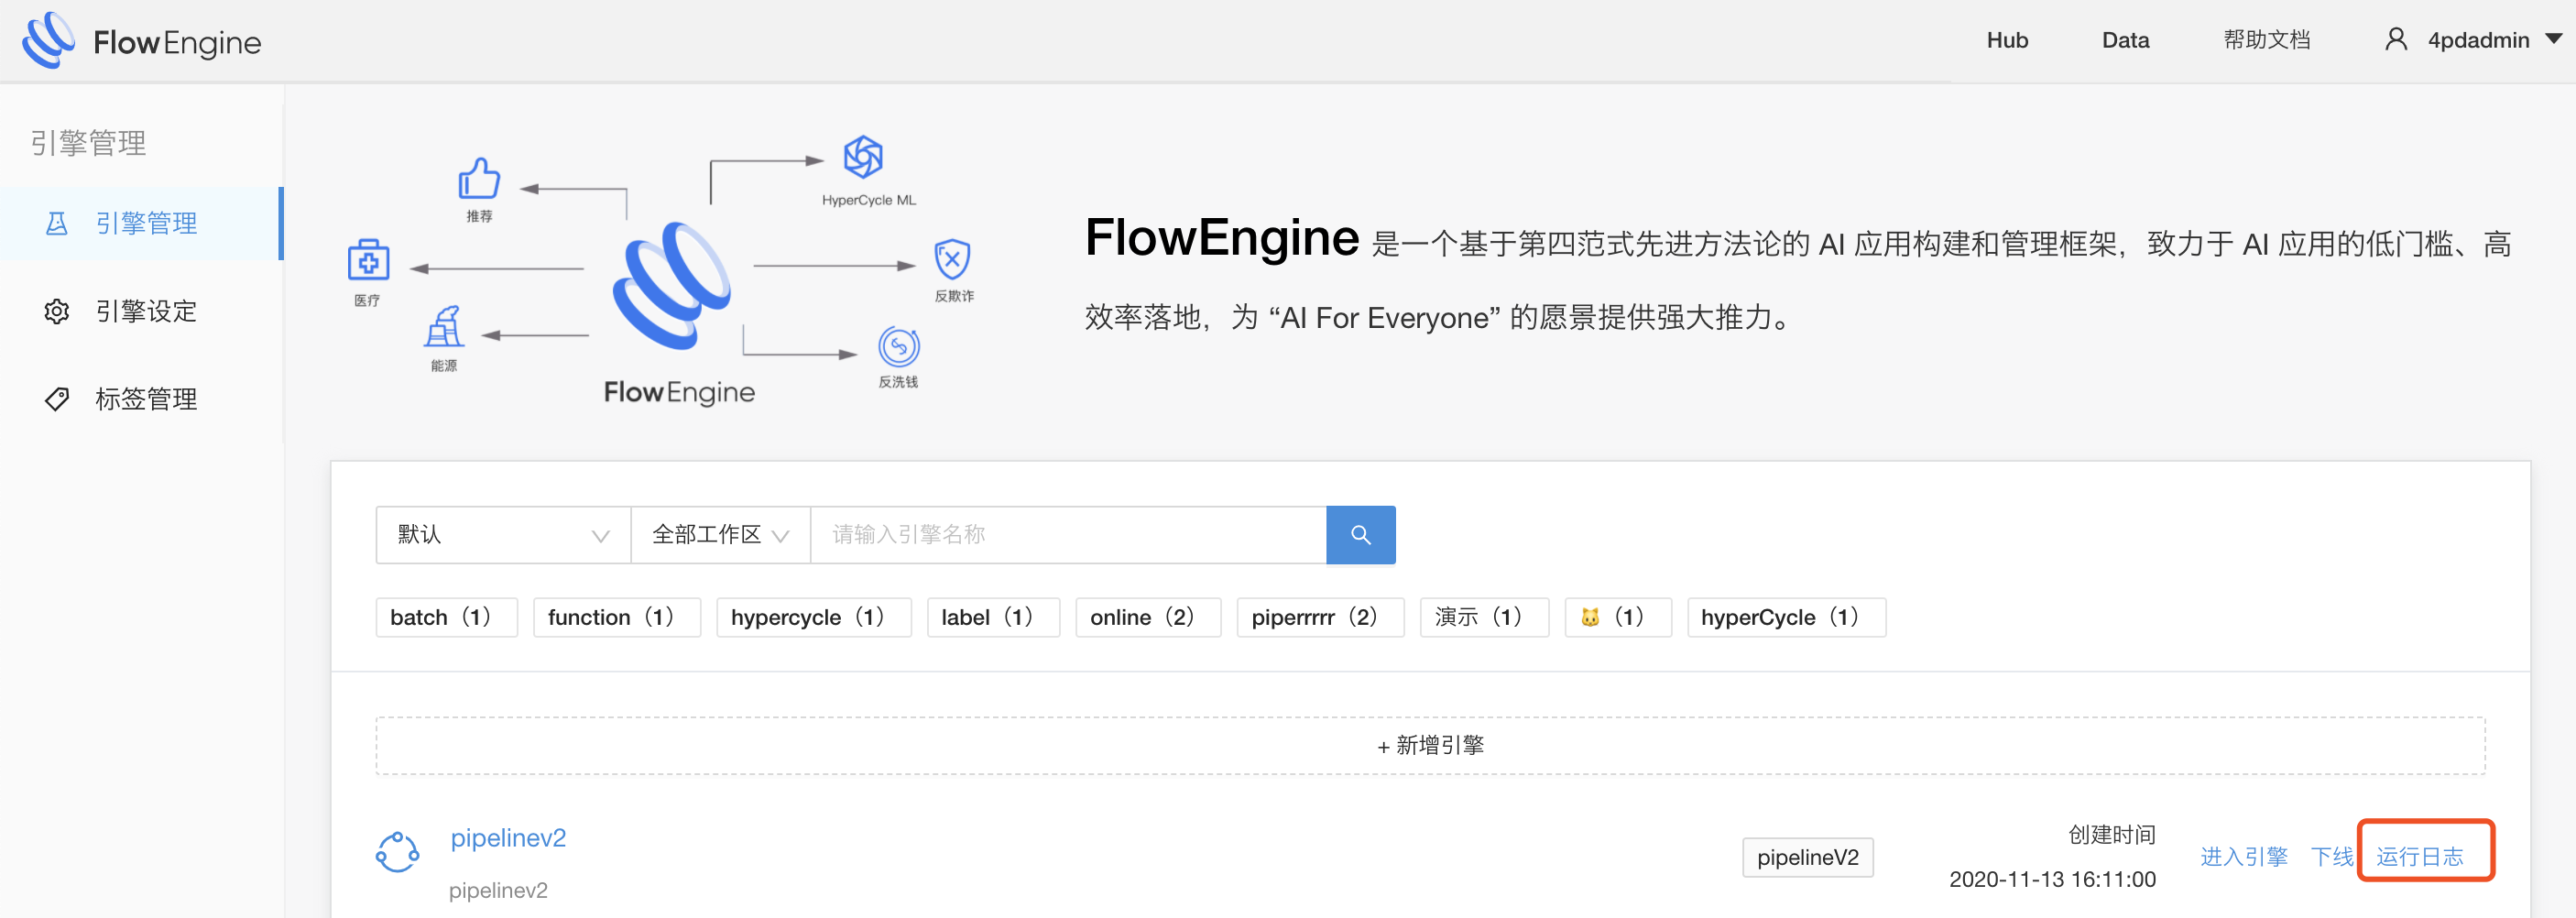 FlowEngine
Hub
Data
帮助文档
4pdadmin
引擎管理
引擎管理
引擎设定
标签管理
推荐
HyperCycle ML
医疗
反欺诈
能源
反洗钱
FlowEngine
FlowEngine 是一个基于第四范式先进方法论的 AI 应用构建和管理框架，致力于 AI 应用的低门槛、高
效率落地，为 “AI For Everyone” 的愿景提供强大推力。
默认
全部工作区
请输入引擎名称
batch（1）
function（1）
hypercycle（1）
label（1）
online（2）
piperrrrr（2）
演示（1）
🐱（1）
hyperCycle（1）
+ 新增引擎
pipelinev2
pipelinev2
pipelineV2
创建时间
2020-11-13 16:11:00
进入引擎
下线
运行日志